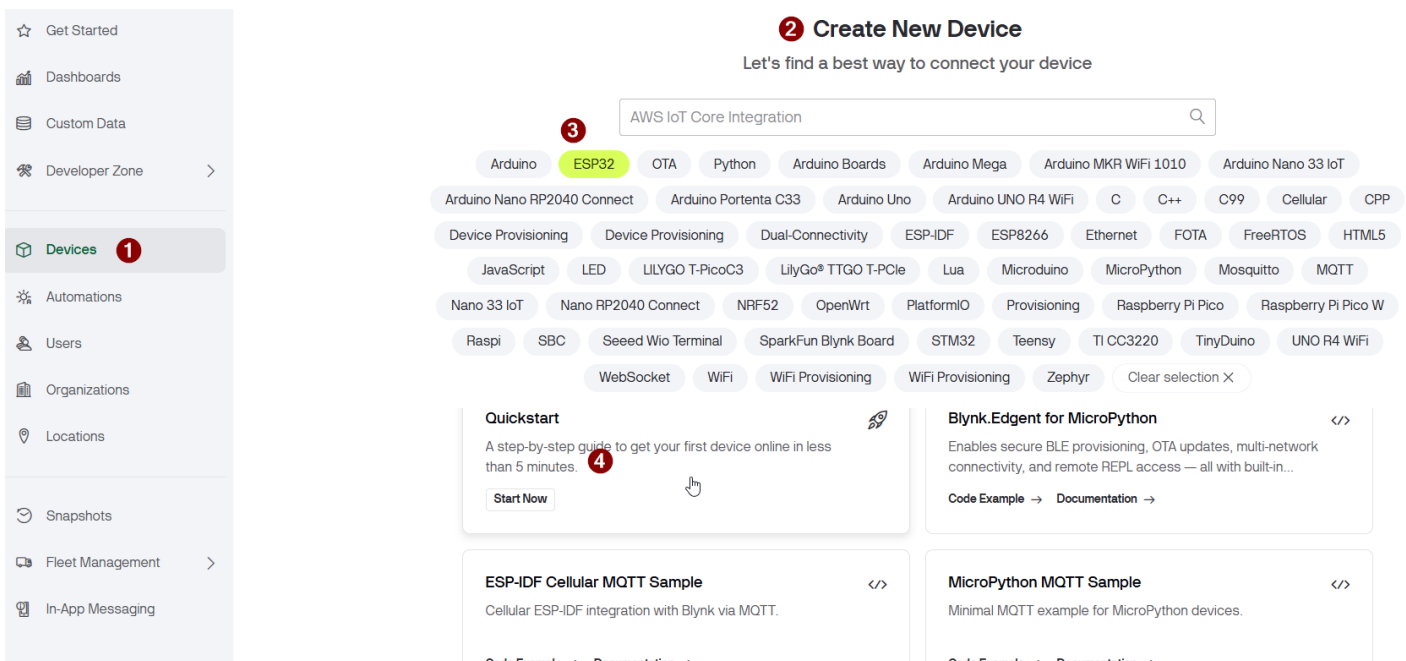 Get Started
Dashboards
Custom Data
Developer Zone
Devices 1
Automations
Users
Organizations
Locations
Snapshots
Fleet Management
In-App Messaging
2 Create New Device
Let's find a best way to connect your device
AWS IoT Core Integration
3
Arduino ESP32 OTA Python Arduino Boards Arduino Mega Arduino MKR WiFi 1010 Arduino Nano 33 IoT
Arduino Nano RP2040 Connect Arduino Portenta C33 Arduino Uno Arduino UNO R4 WiFi C C++ C99 Cellular CPP
Device Provisioning Device Provisioning Dual-Connectivity ESP-IDF ESP8266 Ethernet FOTA FreeRTOS HTML5
JavaScript LED LILYGO T-PicoC3 LilyGo® TTGO T-PCIe Lua Microduino MicroPython Mosquitto MQTT
Nano 33 IoT Nano RP2040 Connect NRF52 OpenWrt PlatformIO Provisioning Raspberry Pi Pico Raspberry Pi Pico W
Raspi SBC Seeed Wio Terminal SparkFun Blynk Board STM32 Teensy TI CC3220 TinyDuino UNO R4 WiFi
WebSocket WiFi WiFi Provisioning WiFi Provisioning Zephyr Clear selection ×
Quickstart
A step-by-step guide to get your first device online in less
than 5 minutes. 4
Start Now
Blynk.Edgent for MicroPython </>
Enables secure BLE provisioning, OTA updates, multi-network
connectivity, and remote REPL access — all with built-in...
Code Example → Documentation →
ESP-IDF Cellular MQTT Sample </>
Cellular ESP-IDF integration with Blynk via MQTT.
MicroPython MQTT Sample </>
Minimal MQTT example for MicroPython devices.